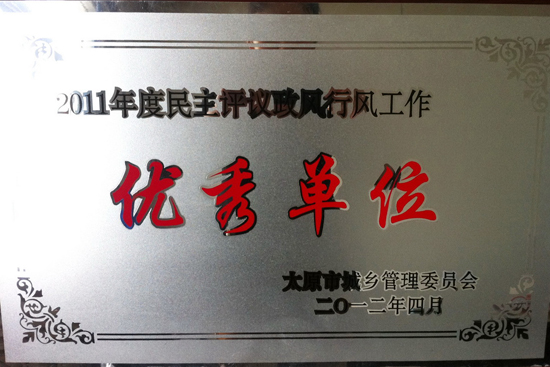 2011年度民主评议政风行风工作
优秀单位
太原市城乡管理委员会
二〇一二年四月